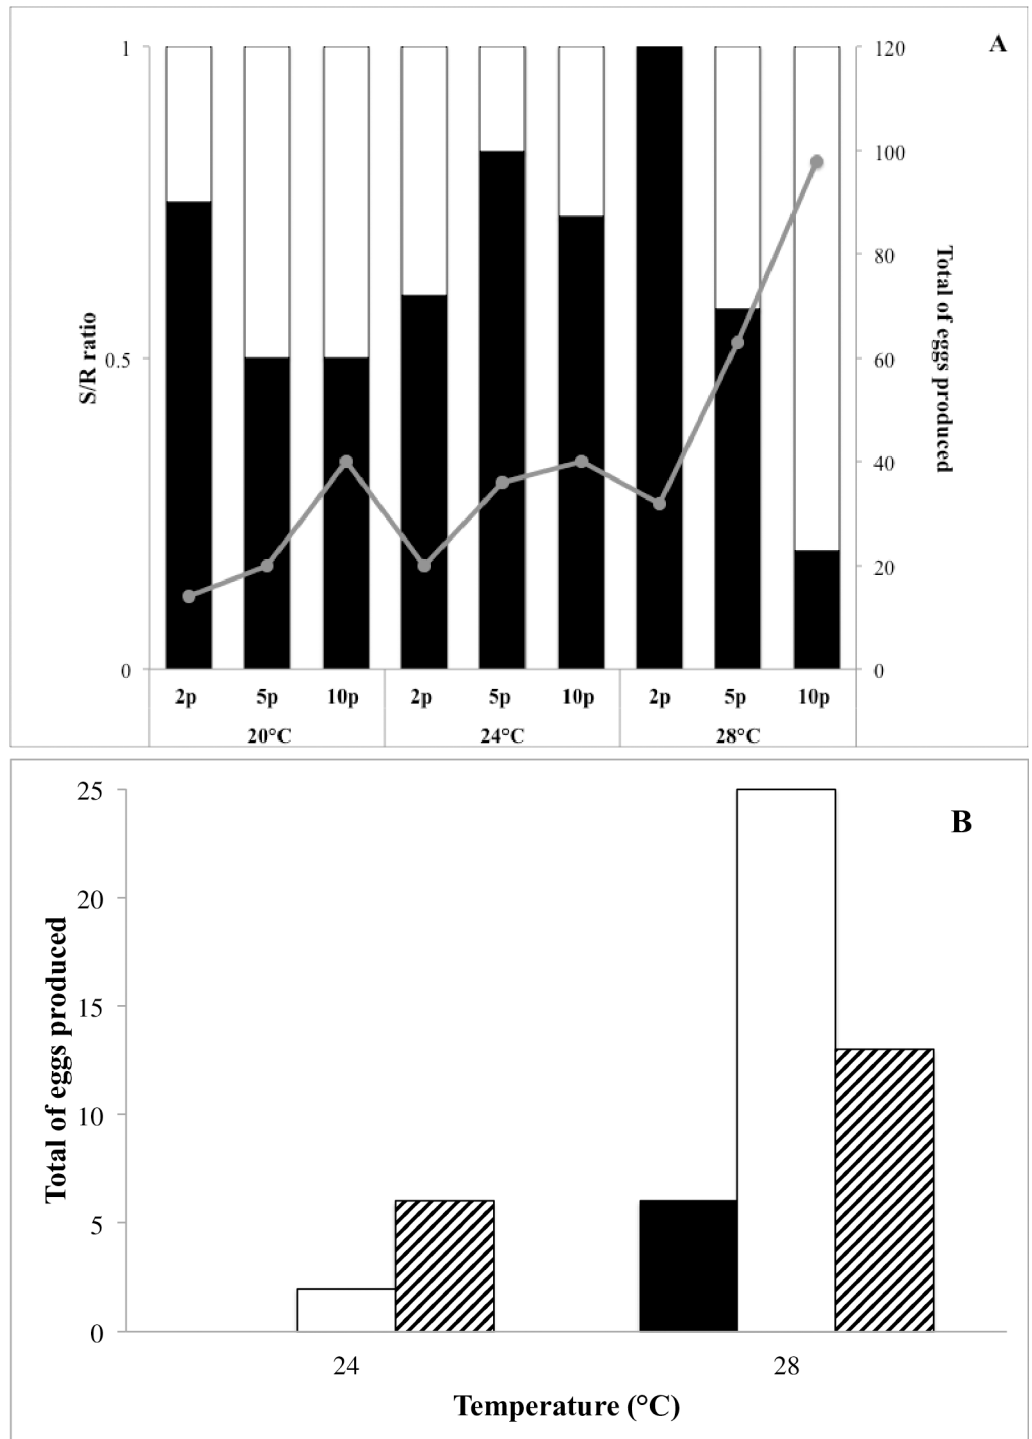 A
1
0.5
0
S/R ratio
120
100
80
60
40
20
0
Total of eggs produced
2p 5p 10p 2p 5p 10p 2p 5p 10p
20°C 24°C 28°C
B
25
20
15
10
5
0
Total of eggs produced
24 28
Temperature (°C)